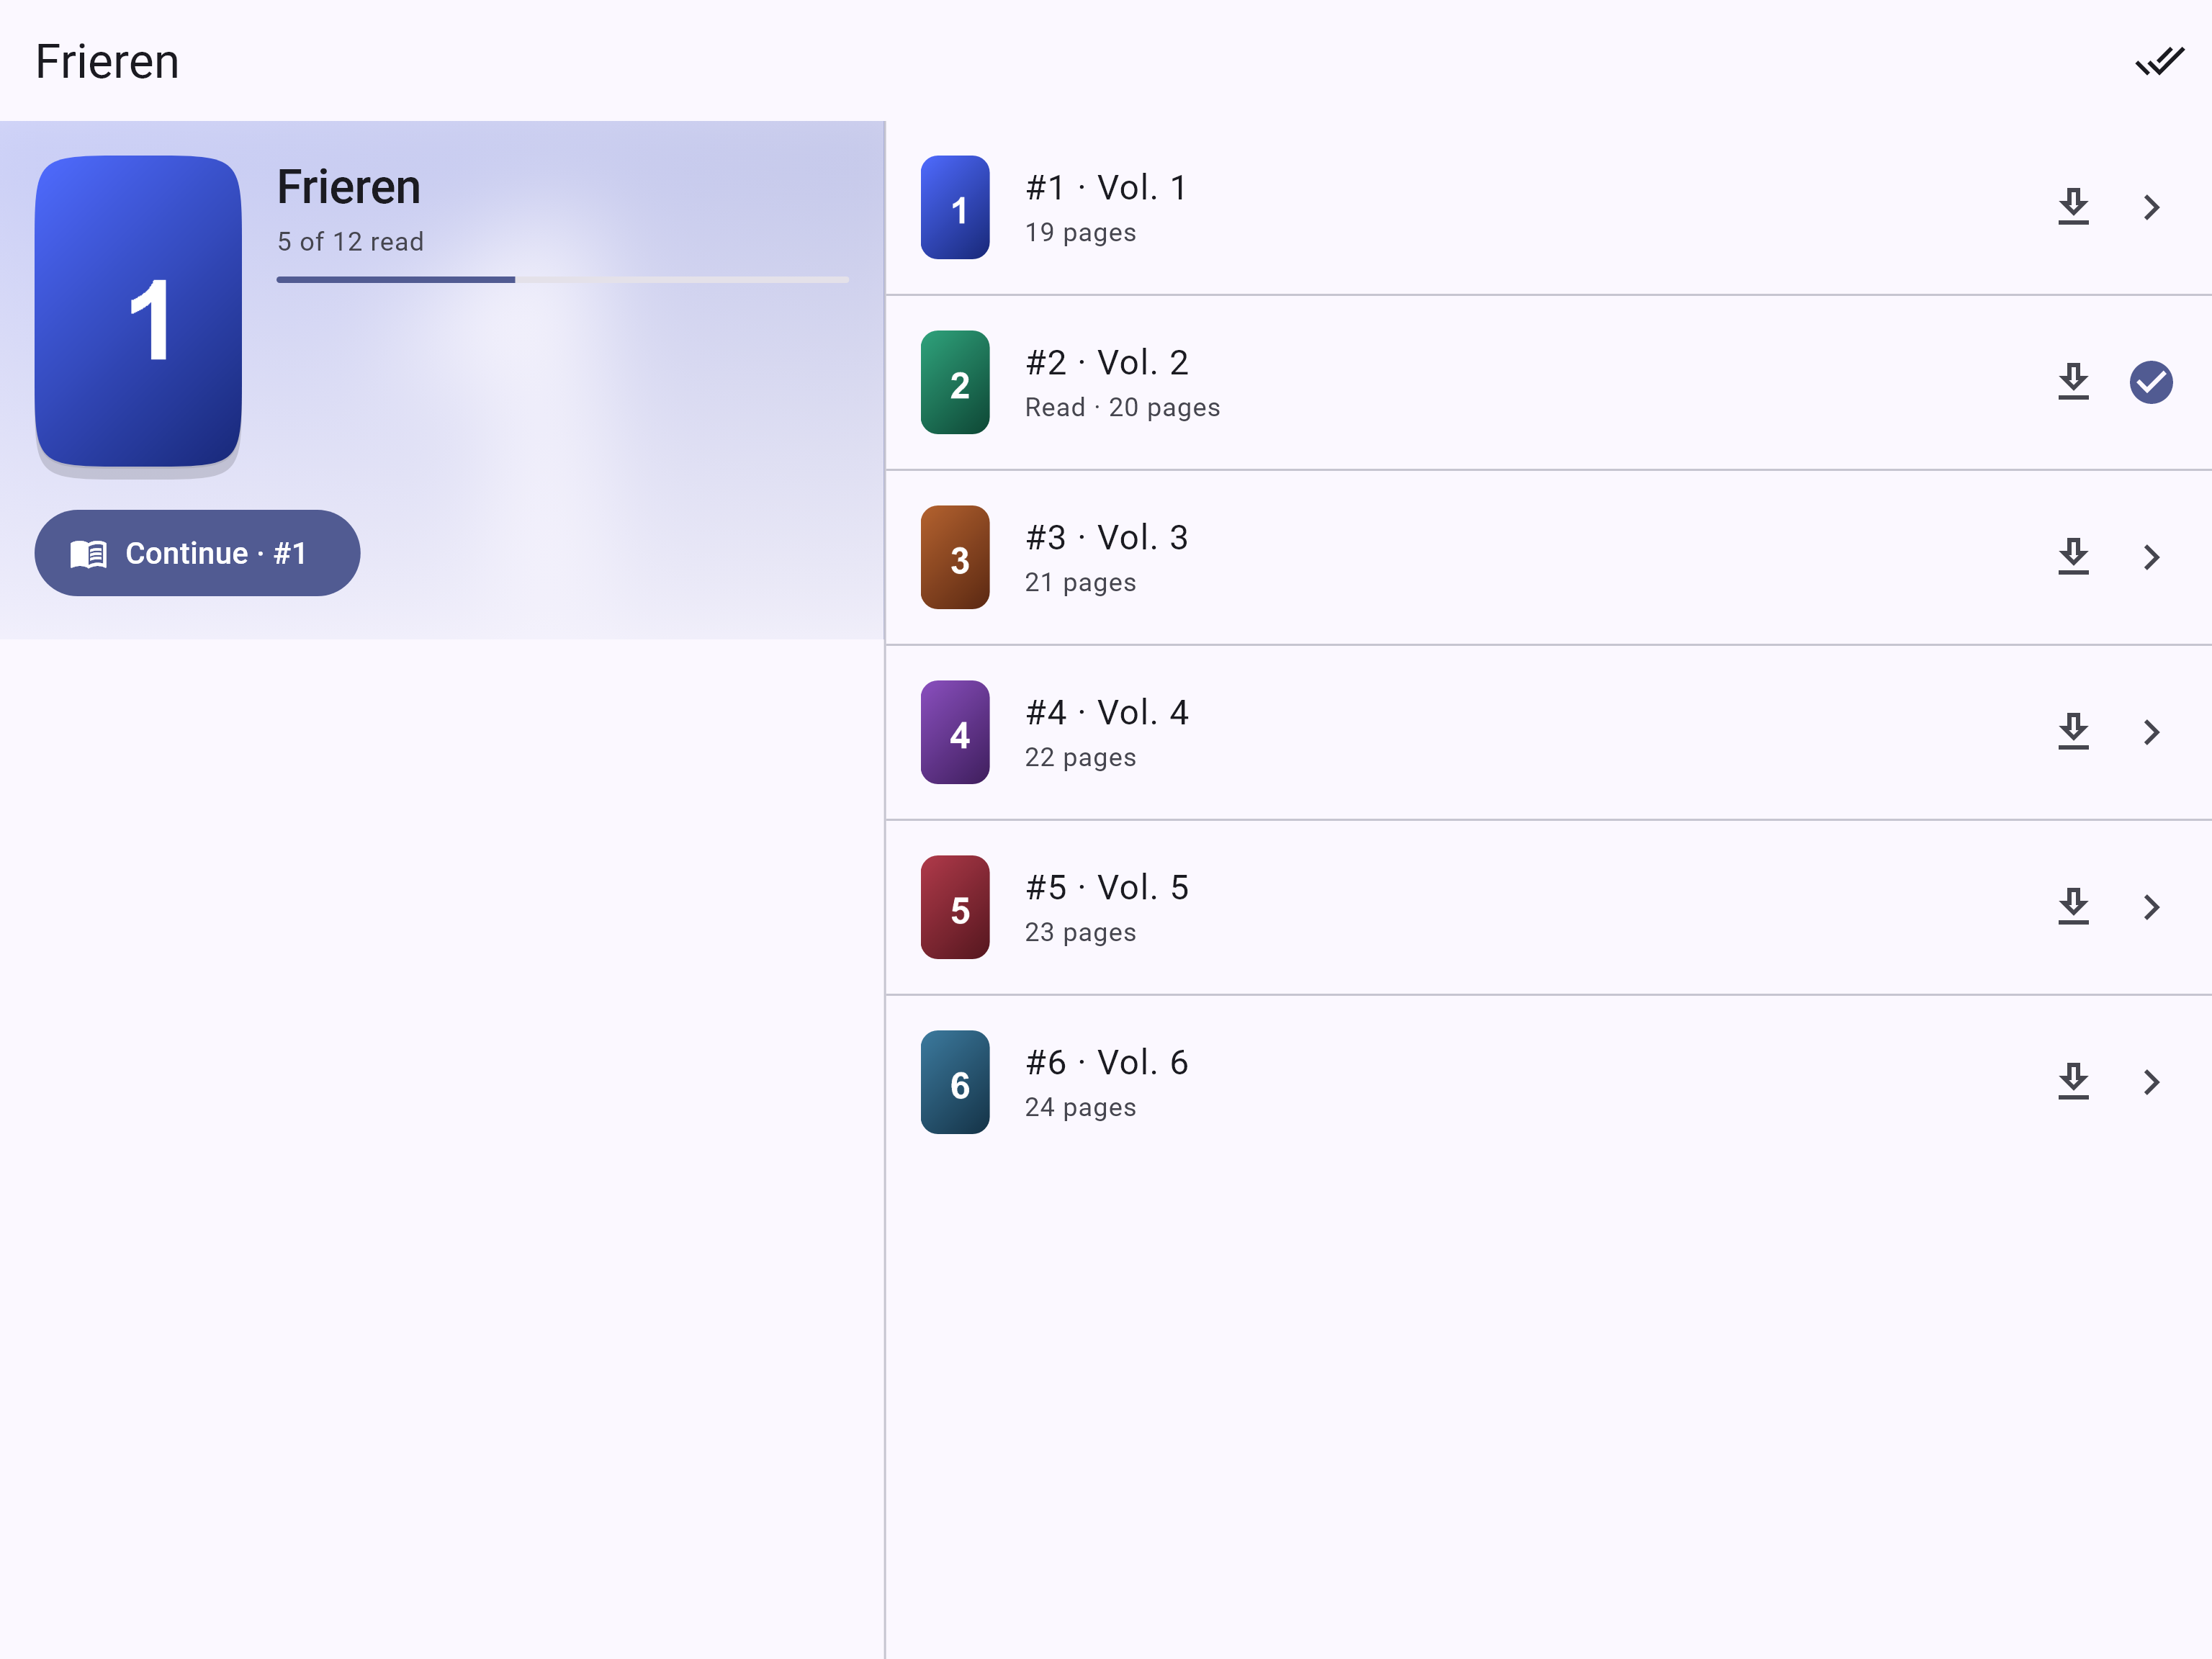 Frieren
1
Frieren
5 of 12 read
Continue · #1
1
#1 · Vol. 1
19 pages
2
#2 · Vol. 2
Read · 20 pages
3
#3 · Vol. 3
21 pages
4
#4 · Vol. 4
22 pages
5
#5 · Vol. 5
23 pages
6
#6 · Vol. 6
24 pages